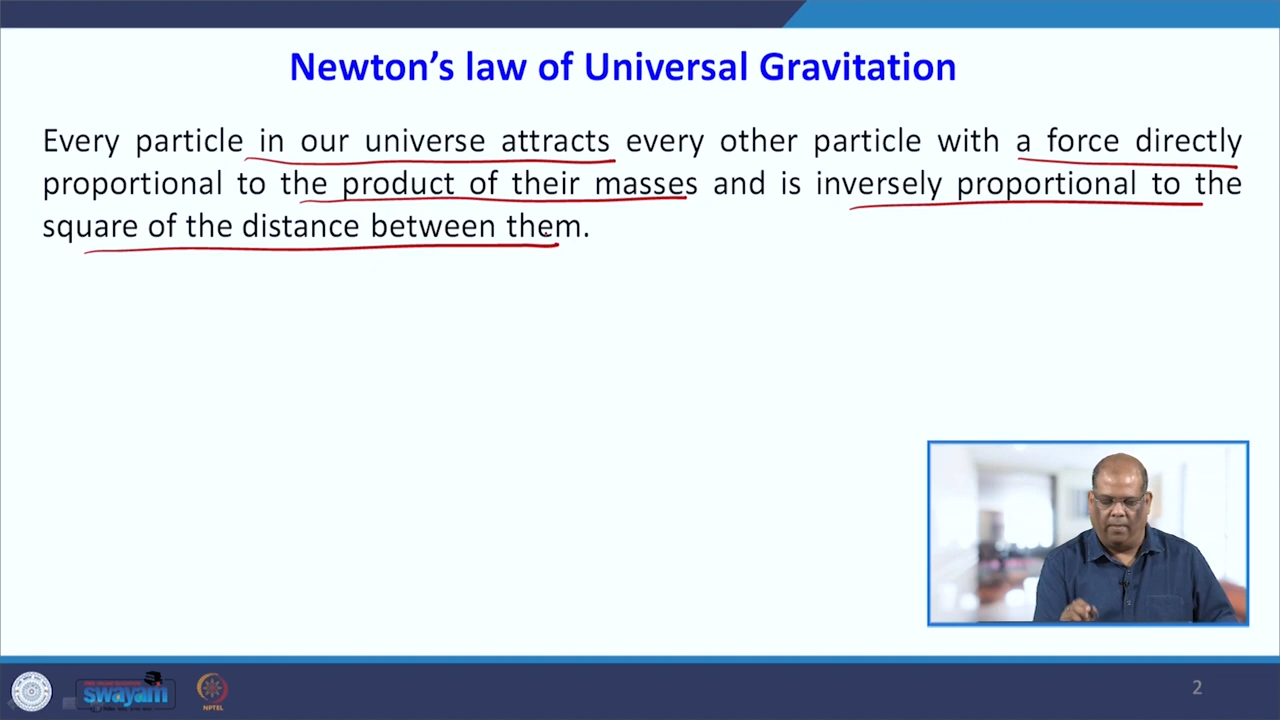 Newton’s law of Universal Gravitation
Every particle in our universe attracts every other particle with a force directly
proportional to the product of their masses and is inversely proportional to the
square of the distance between them.
swayam
NPTEL
2